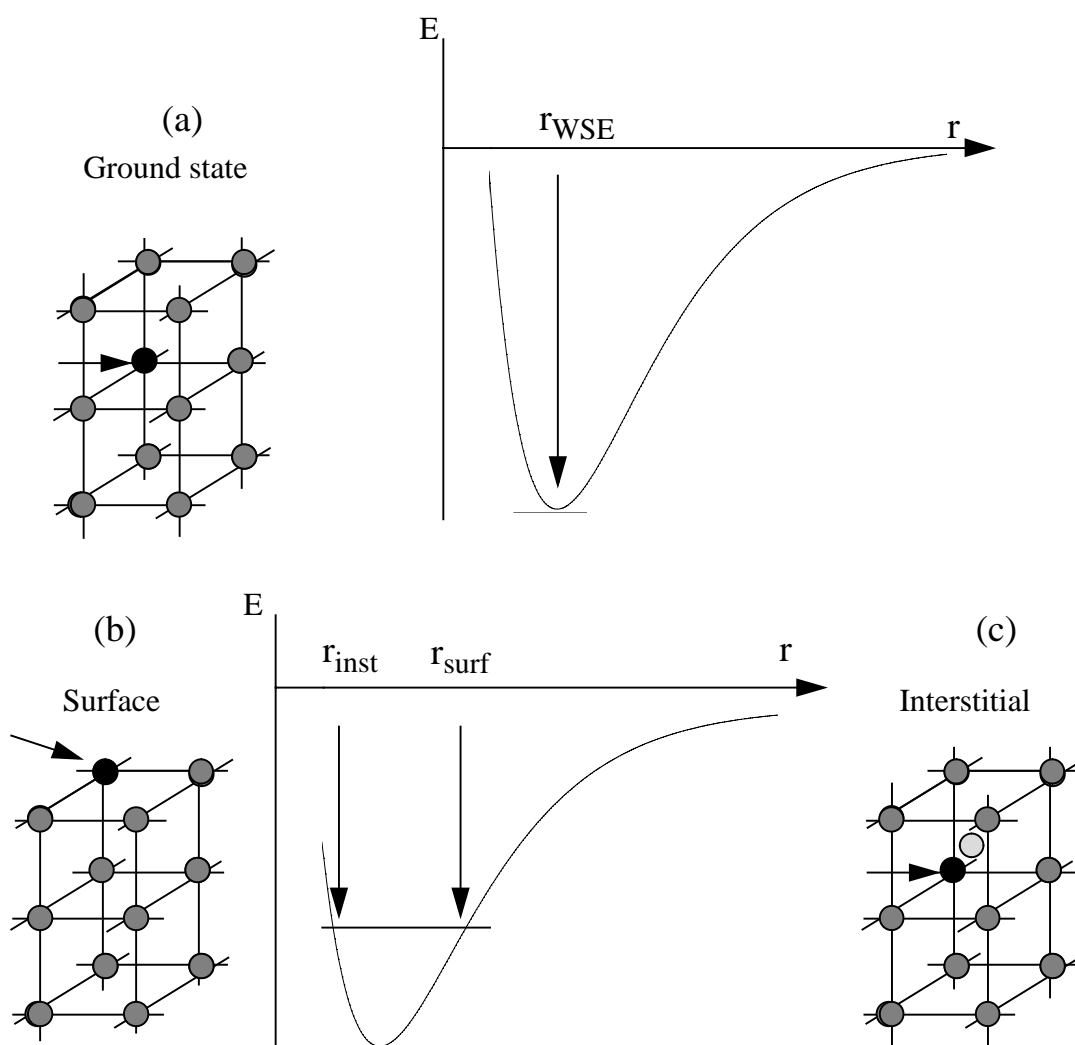 E
(a)
r_WSE
r
Ground state
E
(b)
(c)
r_inst
r_surf
r
Surface
Interstitial